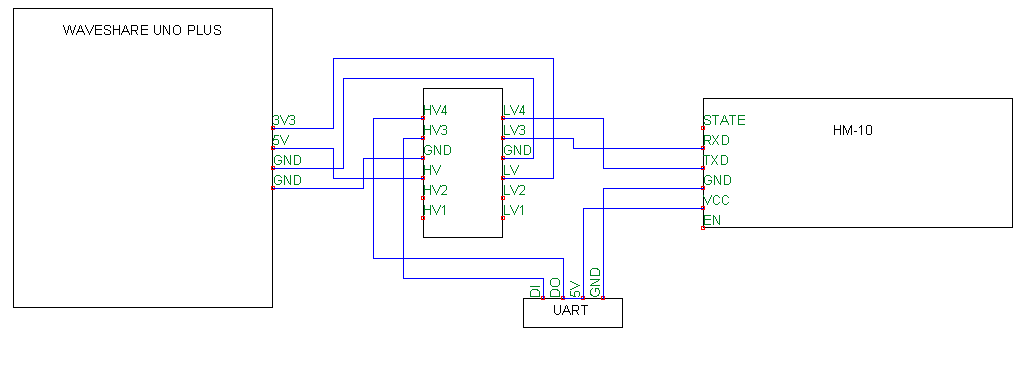 WAVESHARE UNO PLUS
3V3
5V
GND
GND
HV4
HV3
GND
HV
HV2
HV1
LV4
LV3
GND
LV
LV2
LV1
HM-10
STATE
RXD
TXD
GND
VCC
EN
DI
DO
5V
GND
UART